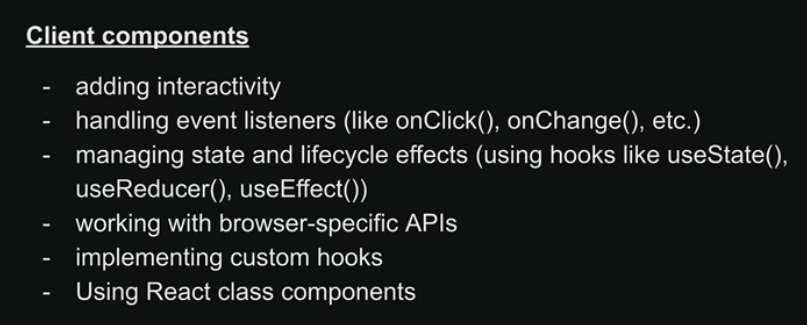 Client components
- adding interactivity
- handling event listeners (like onClick(), onChange(), etc.)
- managing state and lifecycle effects (using hooks like useState(),
useReducer(), useEffect())
- working with browser-specific APIs
- implementing custom hooks
- Using React class components